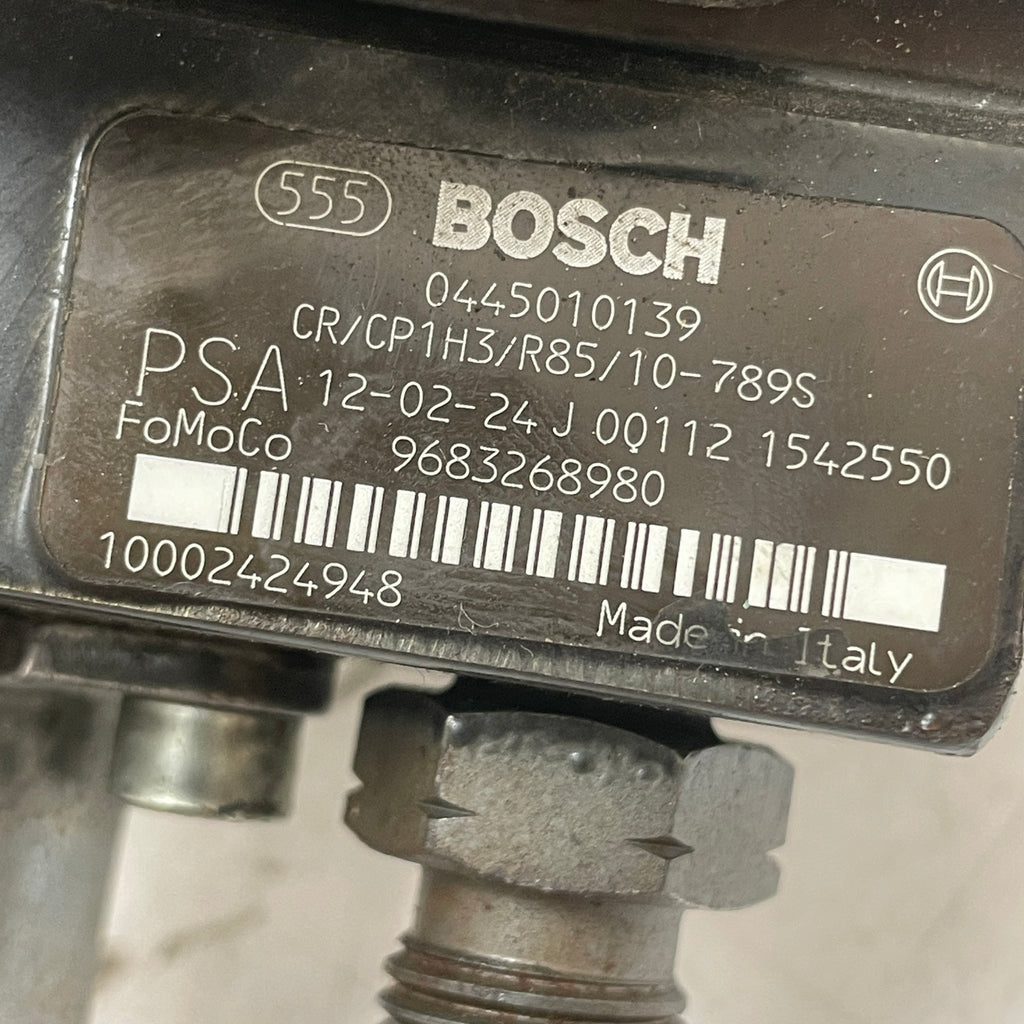 555 BOSCH
0445010139
CR/CP1H3/R85/10-789S
PSA 12-02-24 J 00112 1542550
FoMoCo 9683268980
10002424948
Made in Italy